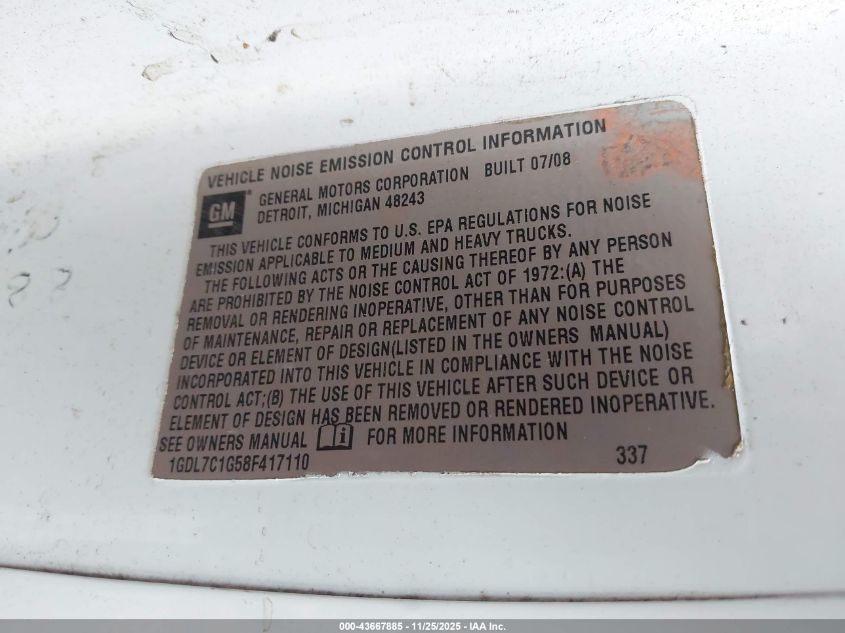 VEHICLE NOISE EMISSION CONTROL INFORMATION
GM
GENERAL MOTORS CORPORATION BUILT 07/08
DETROIT, MICHIGAN 48243
THIS VEHICLE CONFORMS TO U.S. EPA REGULATIONS FOR NOISE
EMISSION APPLICABLE TO MEDIUM AND HEAVY TRUCKS.
THE FOLLOWING ACTS OR THE CAUSING THEREOF BY ANY PERSON
ARE PROHIBITED BY THE NOISE CONTROL ACT OF 1972:(A) THE
REMOVAL OR RENDERING INOPERATIVE, OTHER THAN FOR PURPOSES
OF MAINTENANCE, REPAIR OR REPLACEMENT OF ANY NOISE CONTROL
DEVICE OR ELEMENT OF DESIGN(LISTED IN THE OWNERS MANUAL)
INCORPORATED INTO THIS VEHICLE IN COMPLIANCE WITH THE NOISE
CONTROL ACT;(B) THE USE OF THIS VEHICLE AFTER SUCH DEVICE OR
ELEMENT OF DESIGN HAS BEEN REMOVED OR RENDERED INOPERATIVE.
SEE OWNERS MANUAL FOR MORE INFORMATION
1GDL7C1G58F417110 337
000-43667885 - 11/25/2025 - IAA Inc.